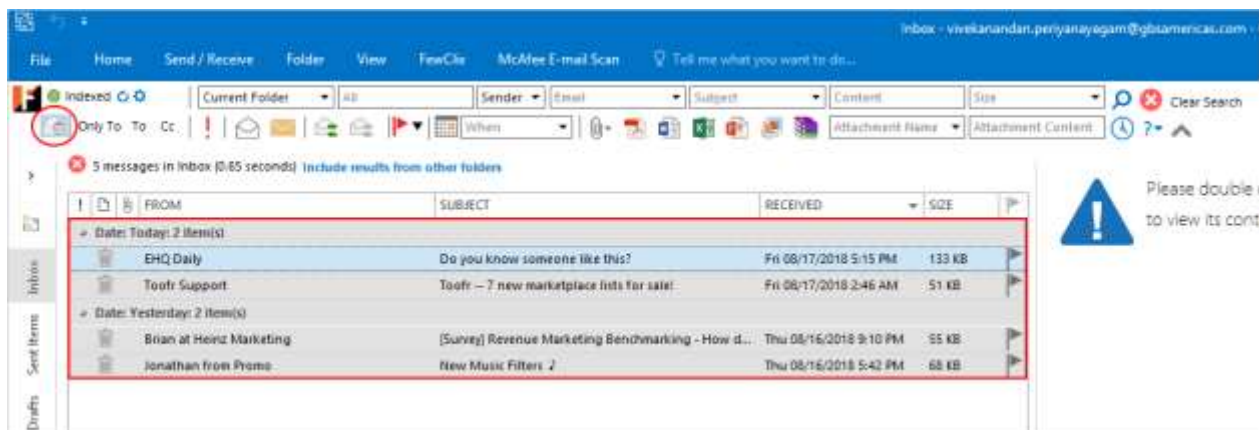 Inbox - vivekanandan.periyanayagam@gbsamericas.com -
File Home Send / Receive Folder View FewClix McAfee E-mail Scan Tell me what you want to do...
Indexed Current Folder All Sender Email Subject Content Size Clear Search
Only To To Cc When Attachment Name Attachment Content
5 messages in Inbox (0.65 seconds) Include results from other folders
Please double
to view its cont
! FROM SUBJECT RECEIVED SIZE
Date: Today: 2 item(s)
EHQ Daily Do you know someone like this? Fri 08/17/2018 5:15 PM 133 KB
Toofr Support Toofr -- 7 new marketplace lists for sale! Fri 08/17/2018 2:46 AM 51 KB
Date: Yesterday: 2 item(s)
Brian at Heinz Marketing [Survey] Revenue Marketing Benchmarking - How d... Thu 08/16/2018 9:10 PM 55 KB
Jonathan from Promo New Music Filters ♪ Thu 08/16/2018 5:42 PM 68 KB
Inbox
Sent Items
Drafts